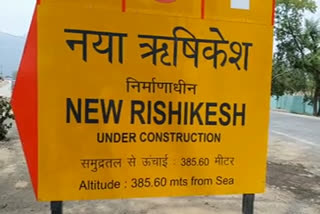 नया ऋषिकेश
निर्माणाधीन
NEW RISHIKESH
UNDER CONSTRUCTION
समुद्रतल से ऊंचाई : 385.60 मीटर
Altitude : 385.60 mts from Sea